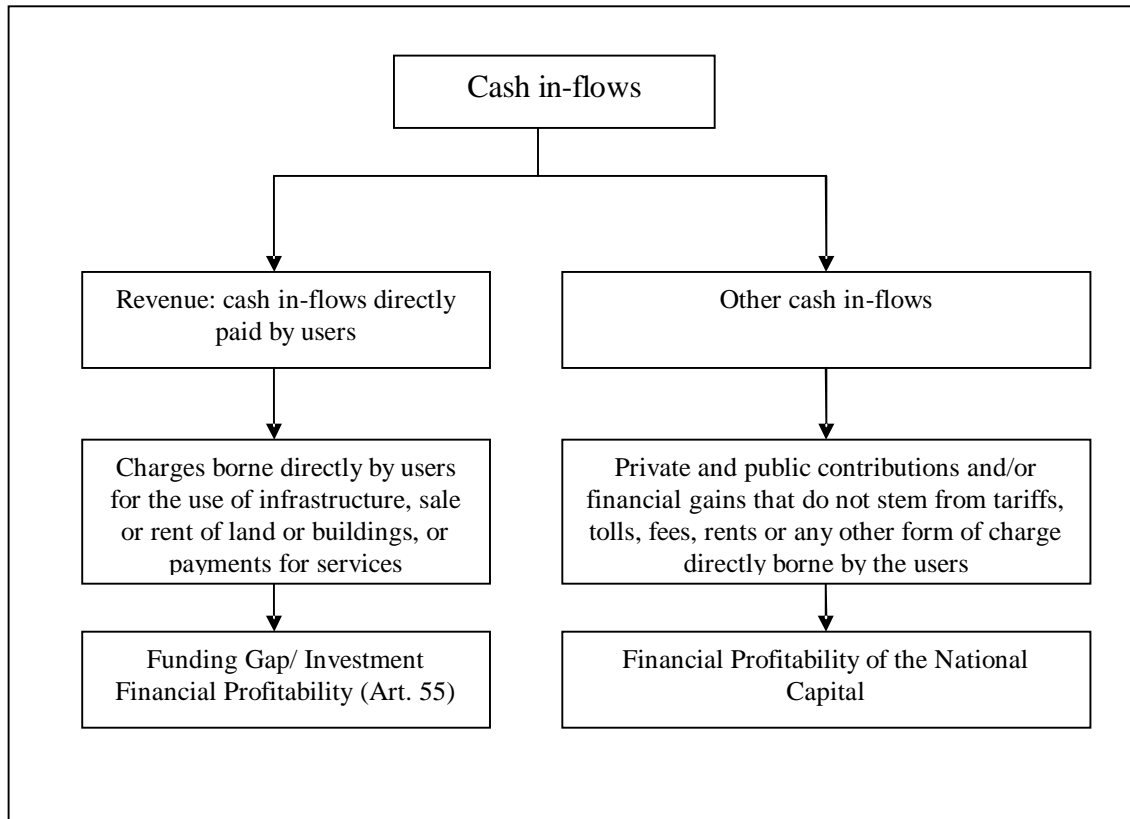 Cash in-flows
Revenue: cash in-flows directly
paid by users
Other cash in-flows
Charges borne directly by users
for the use of infrastructure, sale
or rent of land or buildings, or
payments for services
Private and public contributions and/or
financial gains that do not stem from tariffs,
tolls, fees, rents or any other form of charge
directly borne by the users
Funding Gap/ Investment
Financial Profitability (Art. 55)
Financial Profitability of the National
Capital